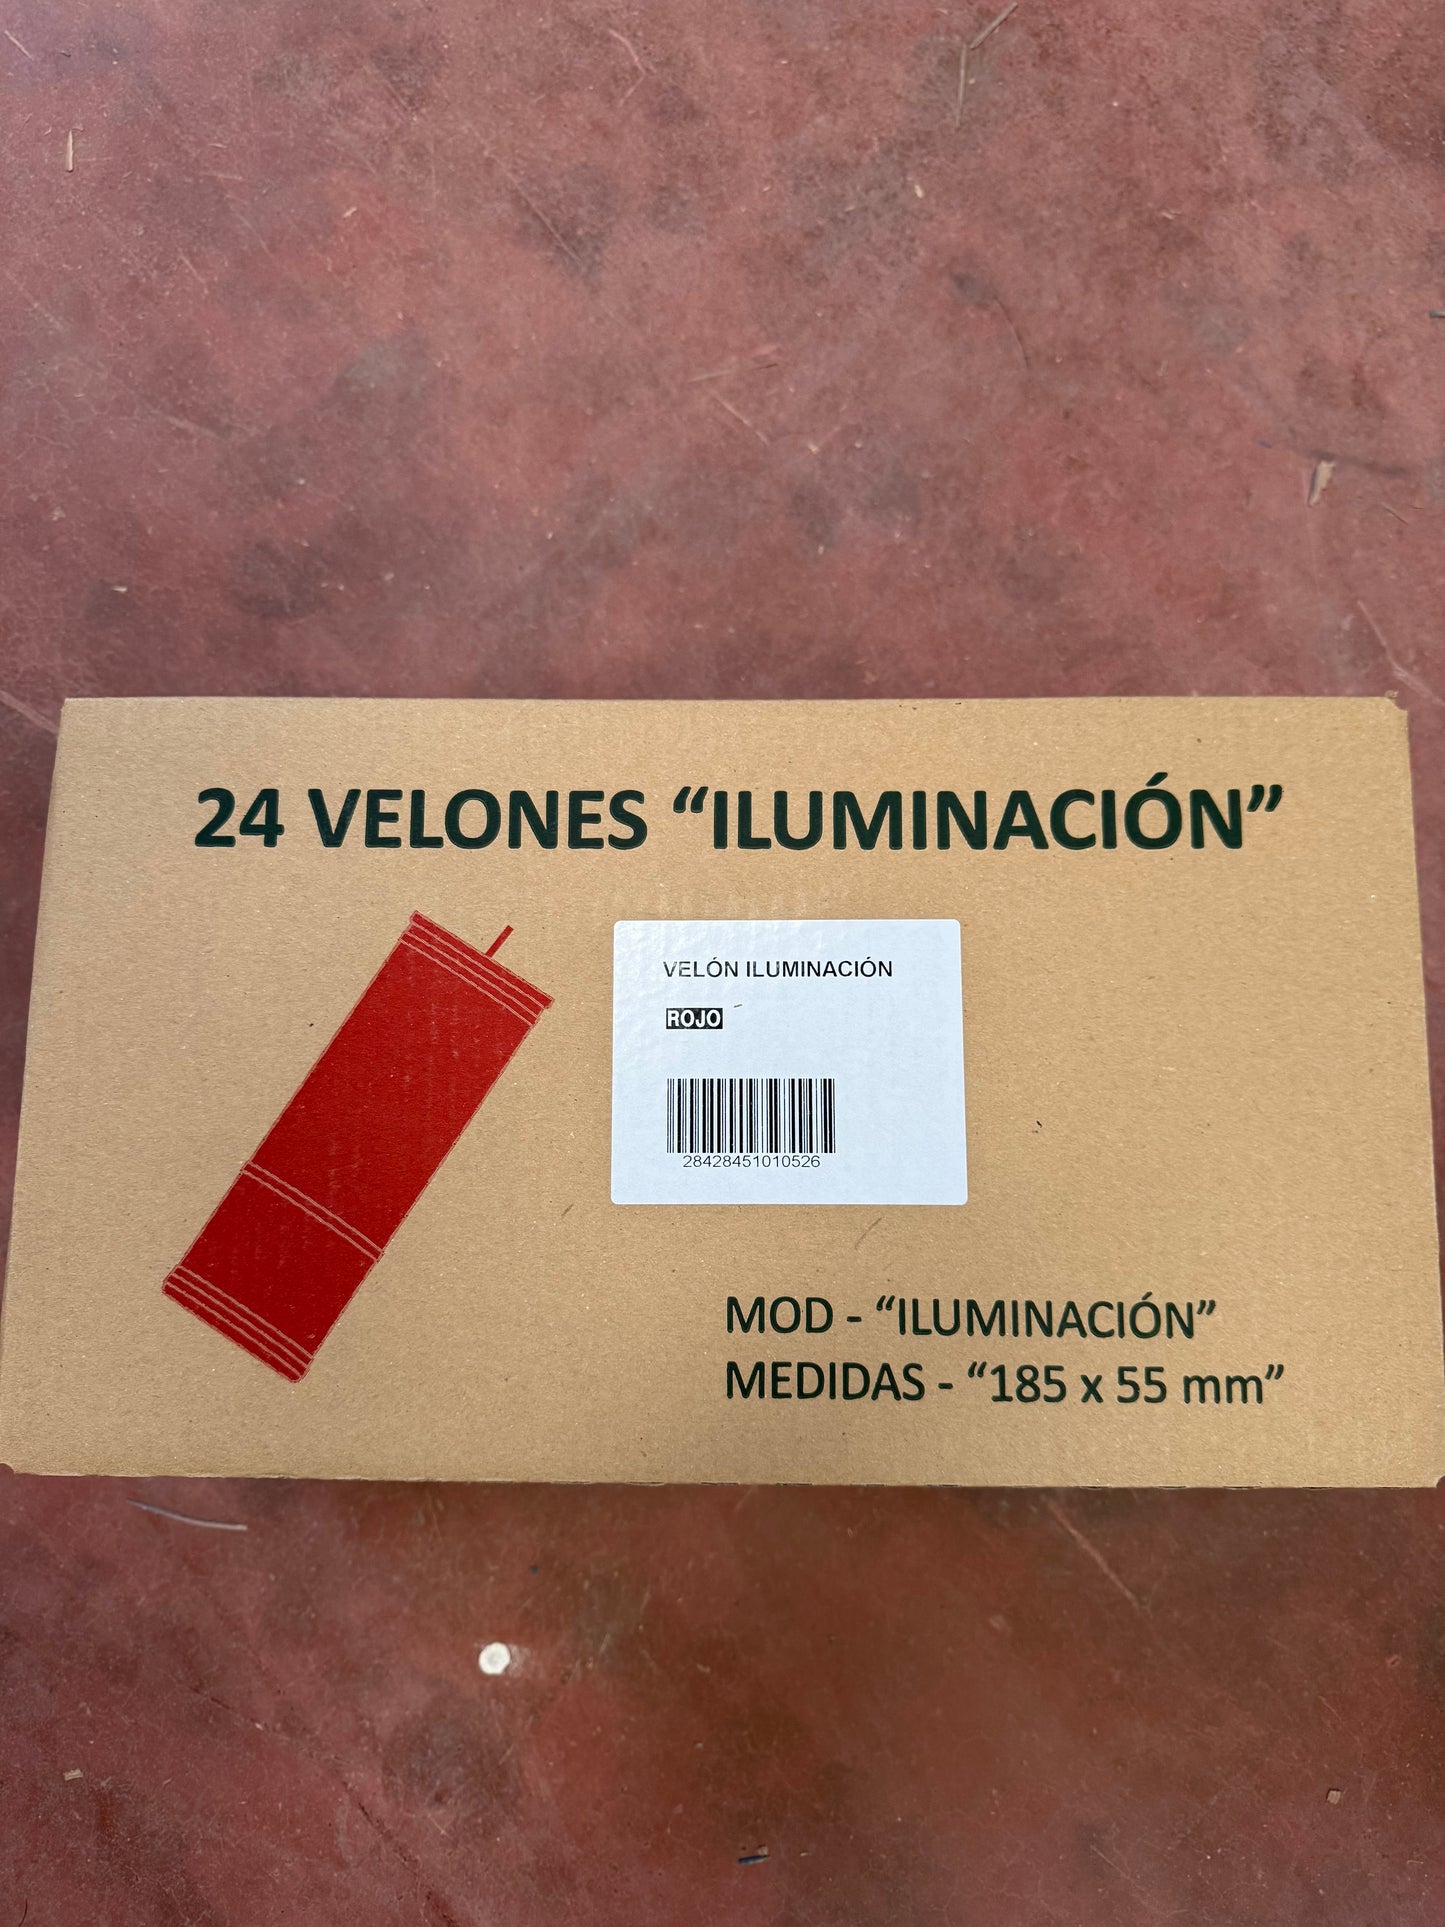 24 VELONES “ILUMINACIÓN”
VELÓN ILUMINACIÓN
ROJO
28428451010526
MOD - “ILUMINACIÓN”
MEDIDAS - “185 x 55 mm”